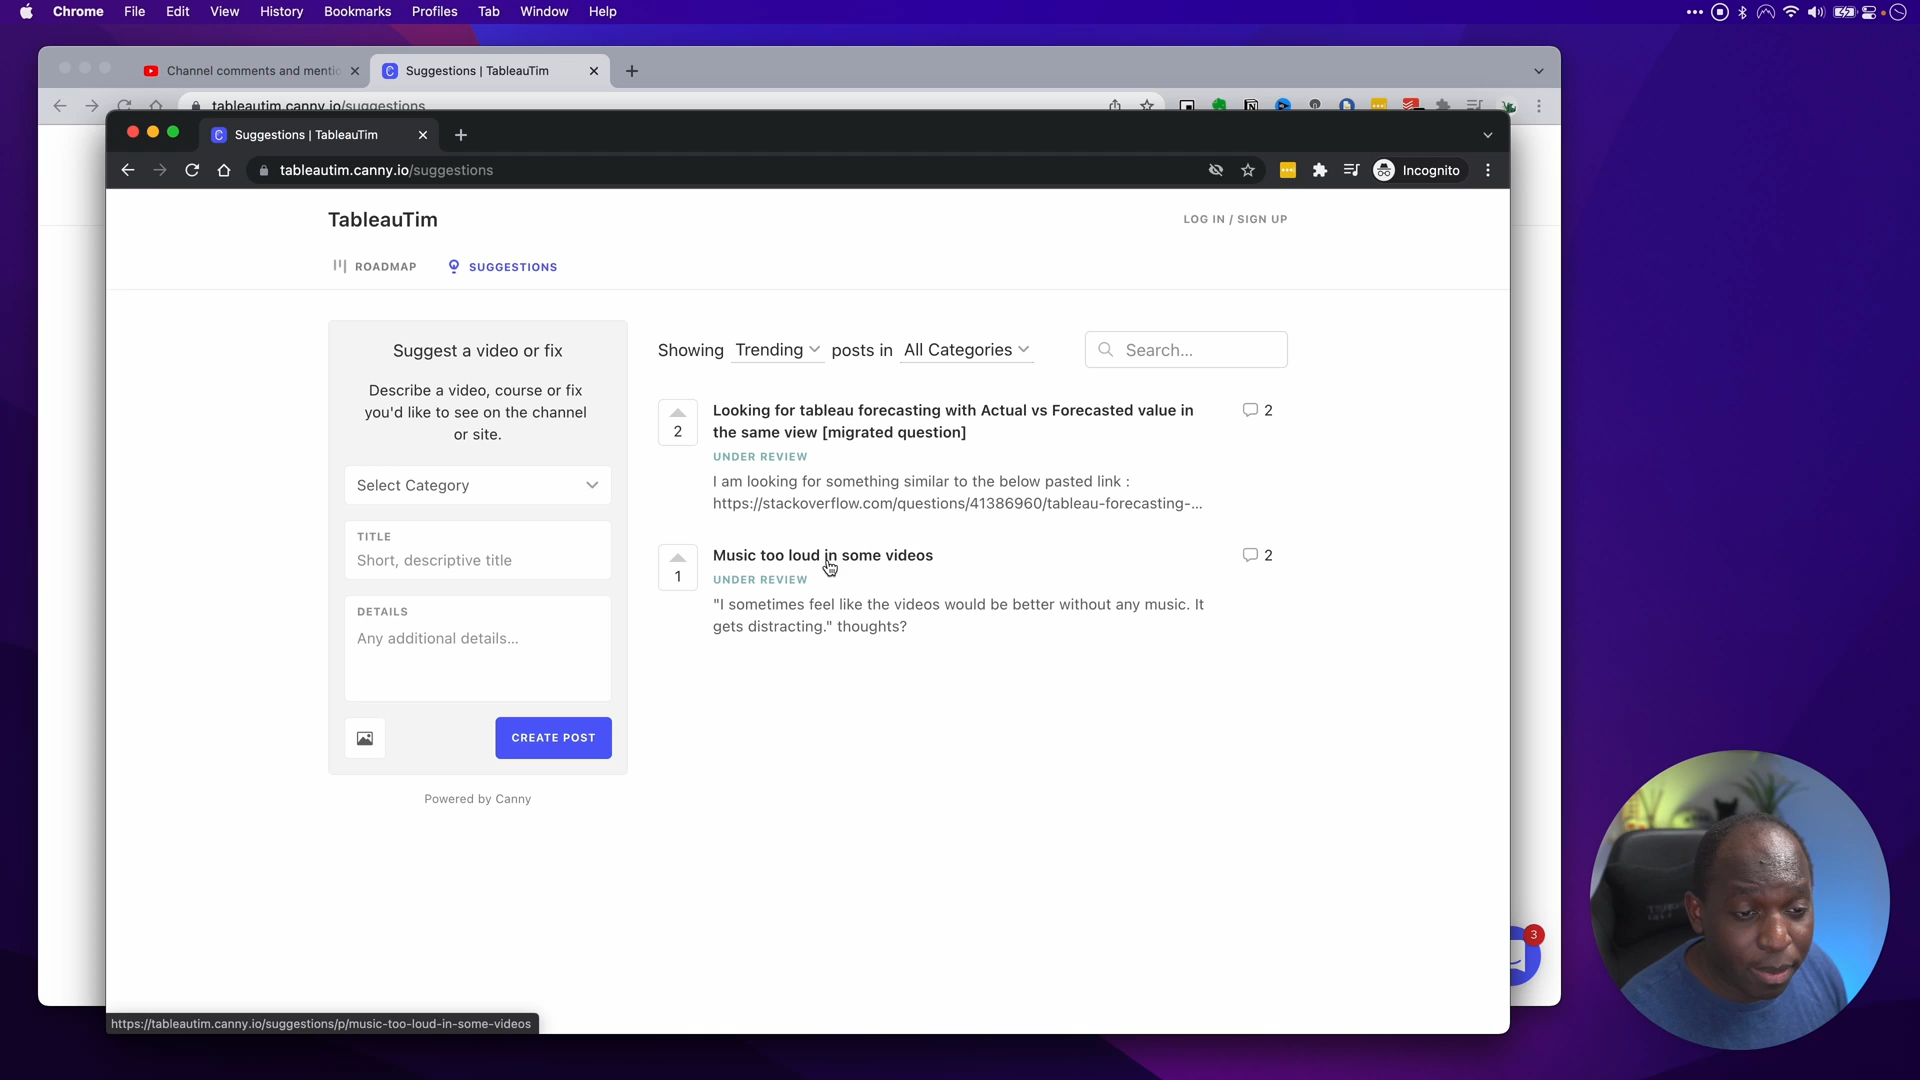 Chrome File Edit View History Bookmarks Profiles Tab Window Help
Channel comments and mentio
Suggestions | TableauTim
tableautim.canny.io/suggestions
Suggestions | TableauTim
tableautim.canny.io/suggestions
Incognito
TableauTim
LOG IN / SIGN UP
ROADMAP
SUGGESTIONS
Suggest a video or fix
Describe a video, course or fix
you'd like to see on the channel
or site.
Select Category
TITLE
Short, descriptive title
DETAILS
Any additional details...
CREATE POST
Powered by Canny
Showing Trending posts in All Categories
Search...
2
Looking for tableau forecasting with Actual vs Forecasted value in
the same view [migrated question]
2
UNDER REVIEW
I am looking for something similar to the below pasted link :
https://stackoverflow.com/questions/41386960/tableau-forecasting-...
1
Music too loud in some videos
2
UNDER REVIEW
"I sometimes feel like the videos would be better without any music. It
gets distracting." thoughts?
3
https://tableautim.canny.io/suggestions/p/music-too-loud-in-some-videos